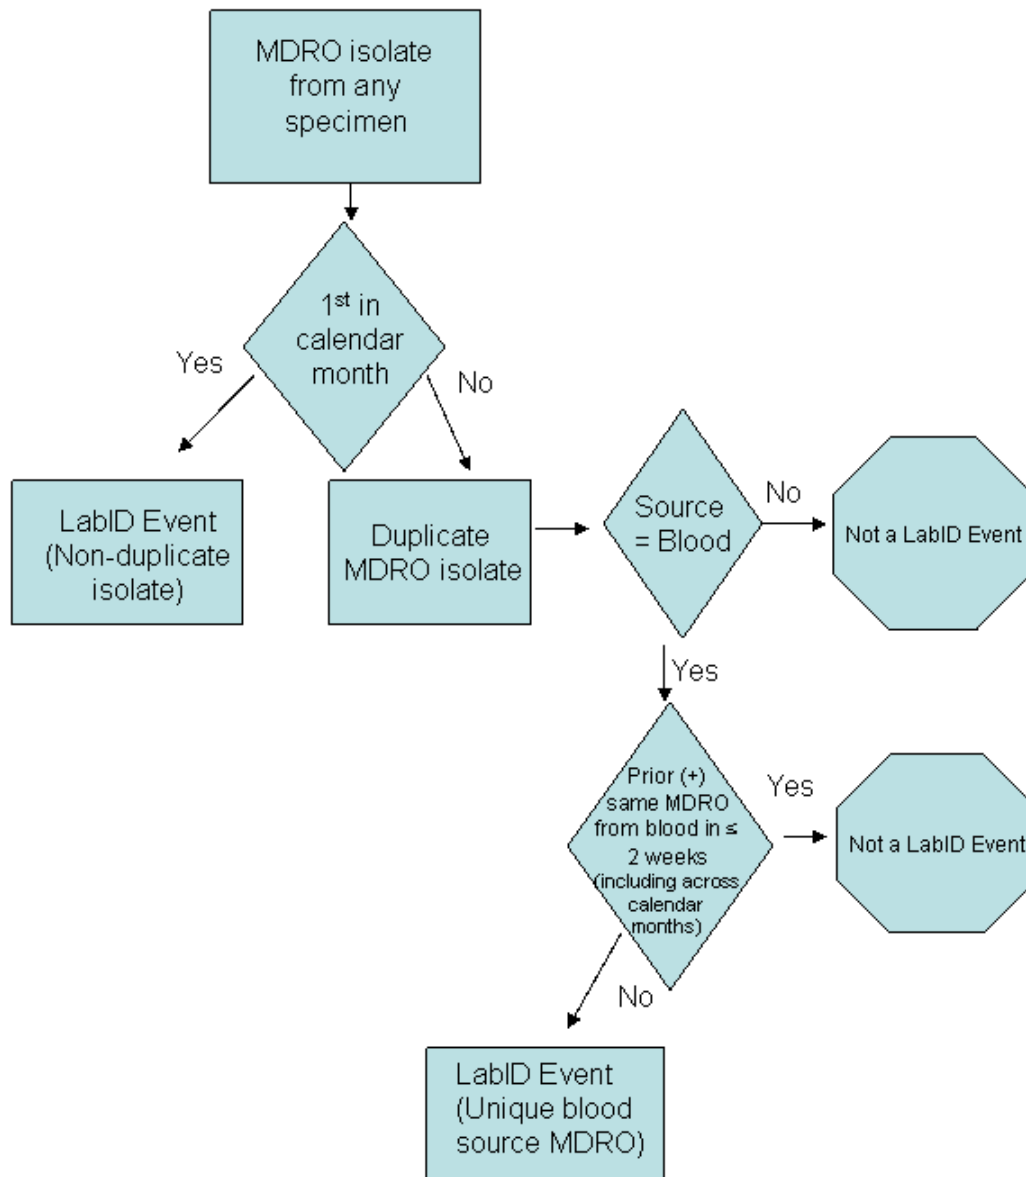 MDRO isolate
from any
specimen
1st in
calendar
month
Yes
No
LabID Event
(Non-duplicate
isolate)
Duplicate
MDRO isolate
Source
= Blood
No
Not a LabID Event
Yes
Prior (+)
same MDRO
from blood in ≤
2 weeks
(including across
calendar
months)
Yes
Not a LabID Event
No
LabID Event
(Unique blood
source MDRO)